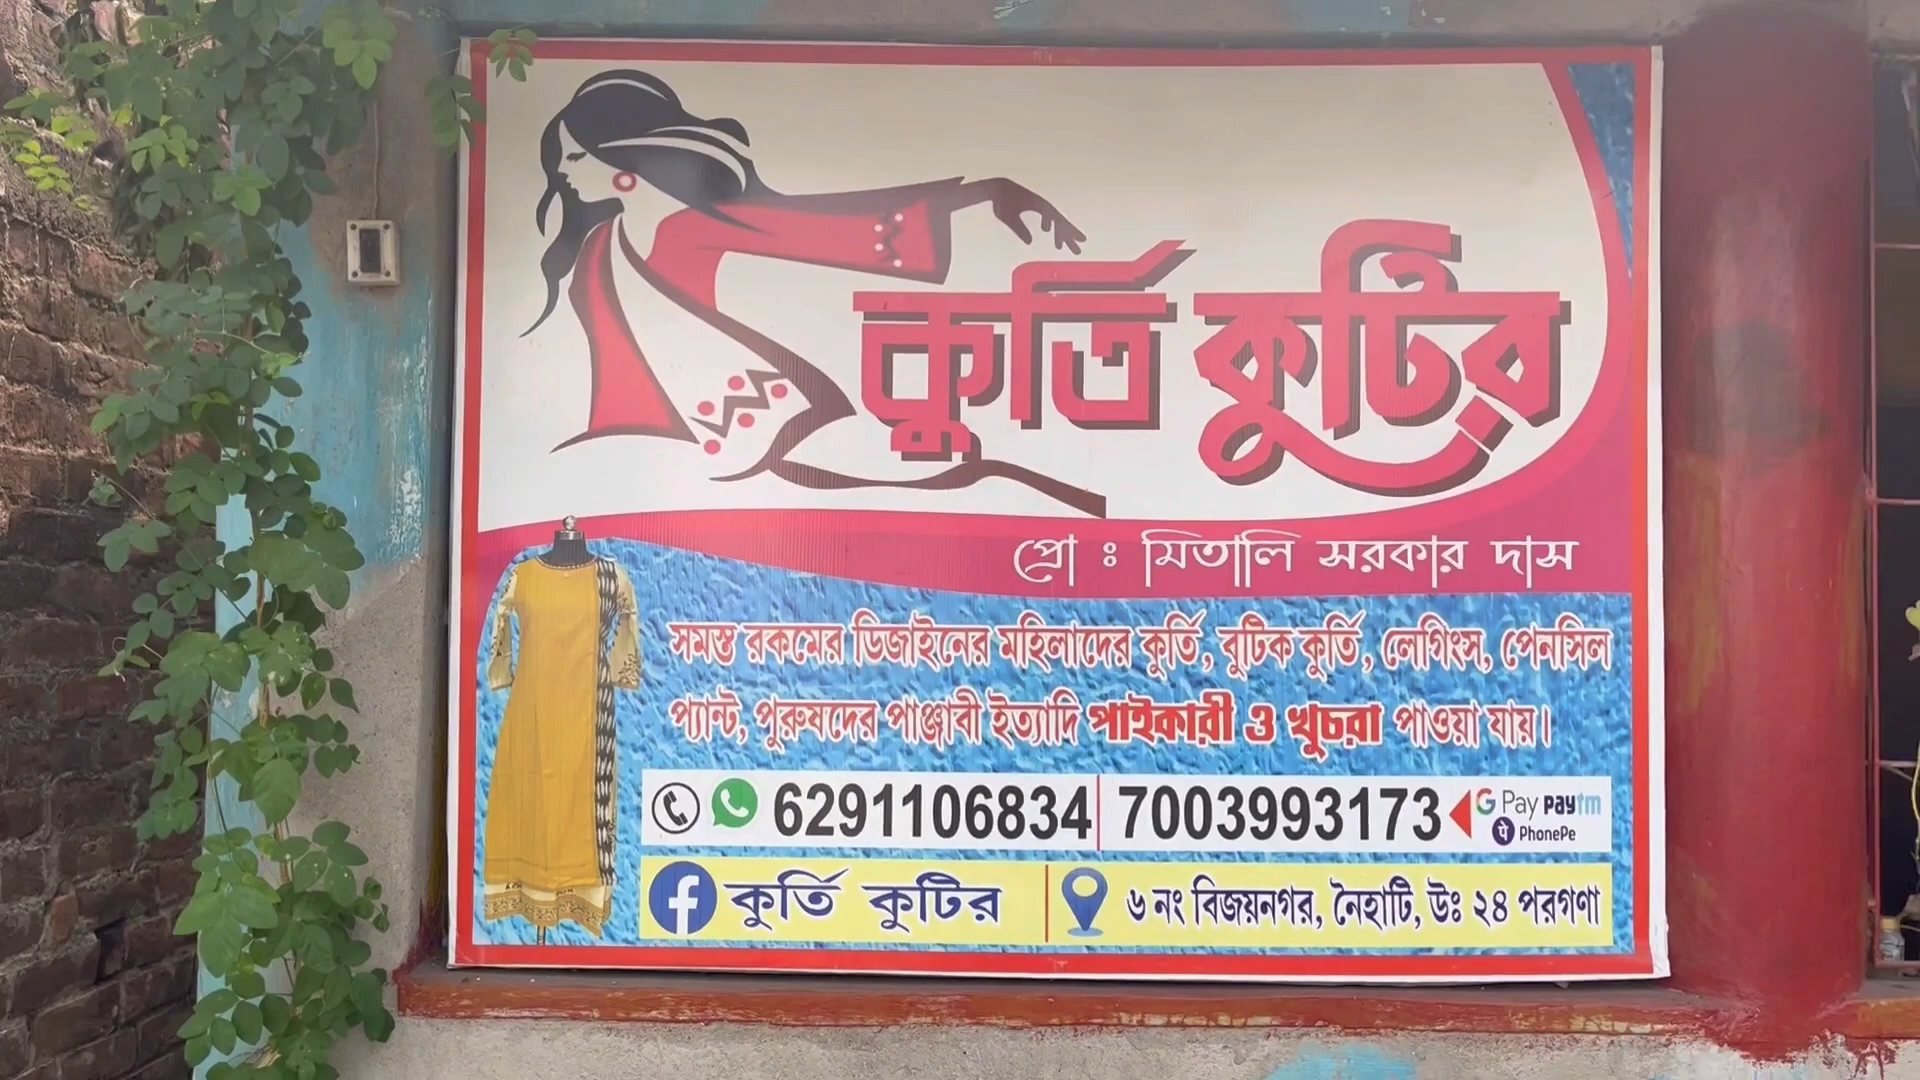 কুর্তি কুটির
প্রো ঃ মিতালি সরকার দাস
সমস্ত রকমের ডিজাইনের মহিলাদের কুর্তি, বুটিক কুর্তি, লেগিংস, পেনসিল
প্যান্ট, পুরুষদের পাঞ্জাবী ইত্যাদি পাইকারী ও খুচরা পাওয়া যায়।
6291106834 7003993173 G Pay paytm
পে PhonePe
কুর্তি কুটির ৬ নং বিজয়নগর, নৈহাটি, উঃ ২৪ পরগণা